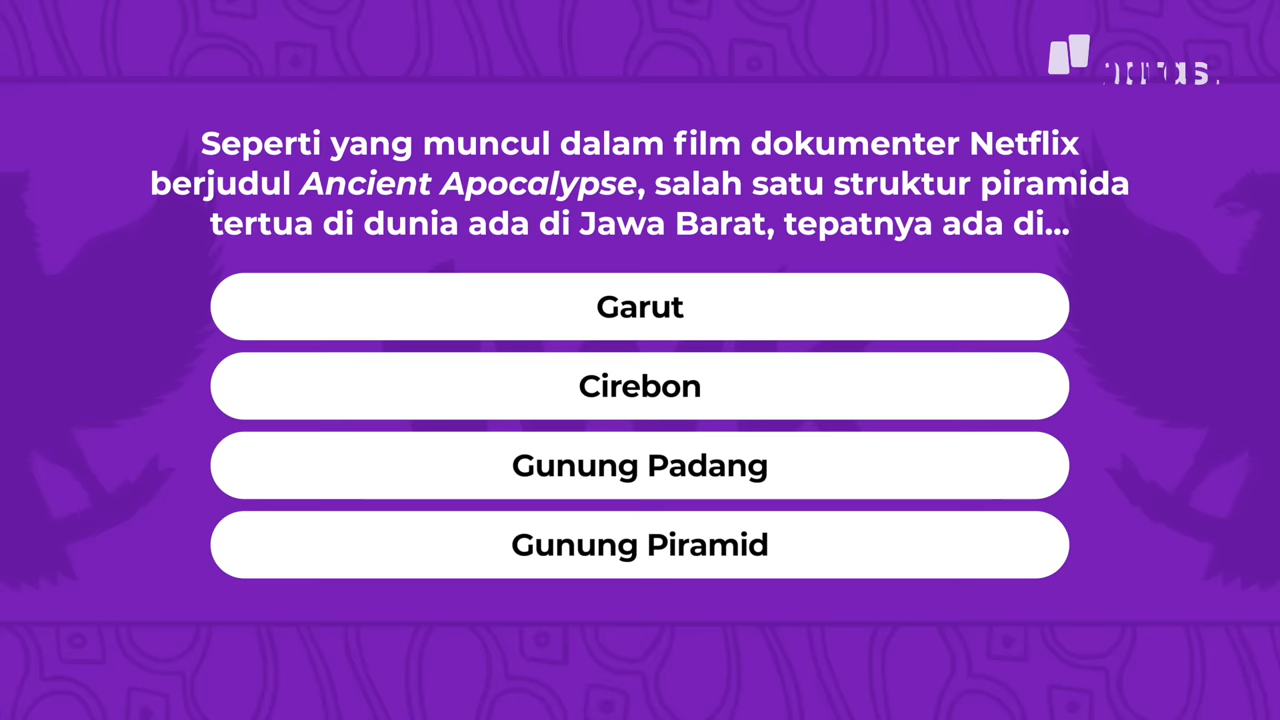 Seperti yang muncul dalam film dokumenter Netflix
berjudul Ancient Apocalypse, salah satu struktur piramida
tertua di dunia ada di Jawa Barat, tepatnya ada di...
Garut
Cirebon
Gunung Padang
Gunung Piramid